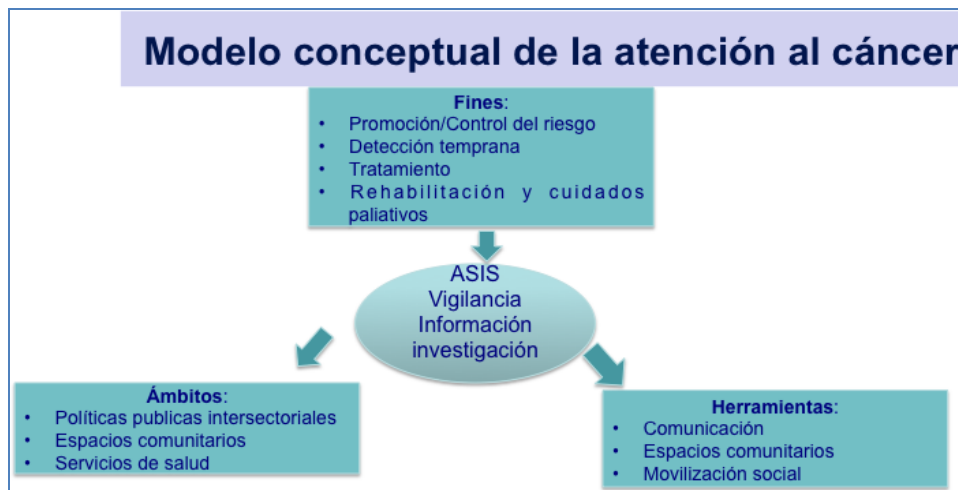 Modelo conceptual de la atención al cáncer
Fines:
• Promoción/Control del riesgo
• Detección temprana
• Tratamiento
• Rehabilitación y cuidados
paliativos
ASIS
Vigilancia
Información
investigación
Ámbitos:
• Políticas publicas intersectoriales
• Espacios comunitarios
• Servicios de salud
Herramientas:
• Comunicación
• Espacios comunitarios
• Movilización social